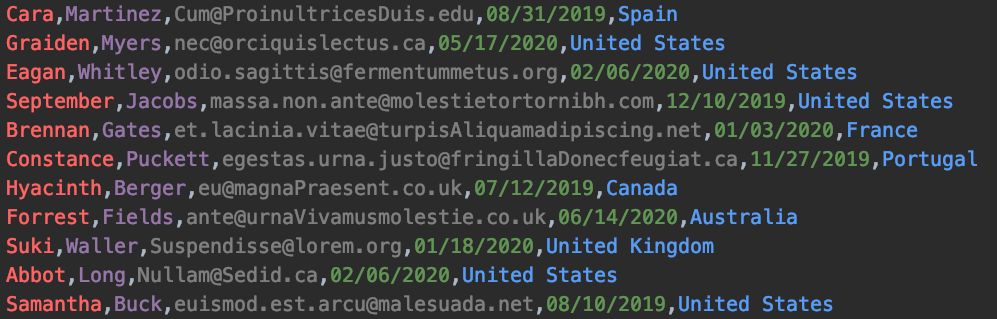 Cara,Martinez,Cum@ProinultricesDuis.edu,08/31/2019,Spain
Graiden,Myers,nec@orciquislectus.ca,05/17/2020,United States
Eagan,Whitley,odio.sagittis@fermentummetus.org,02/06/2020,United States
September,Jacobs,massa.non.ante@molestietortornibh.com,12/10/2019,United States
Brennan,Gates,et.lacinia.vitae@turpisAliquamadipiscing.net,01/03/2020,France
Constance,Puckett,egestas.urna.justo@fringillaDonecfeugiat.ca,11/27/2019,Portugal
Hyacinth,Berger,eu@magnaPraesent.co.uk,07/12/2019,Canada
Forrest,Fields,ante@urnaVivamusmolestie.co.uk,06/14/2020,Australia
Suki,Waller,Suspendisse@lorem.org,01/18/2020,United Kingdom
Abbot,Long,Nullam@Sedid.ca,02/06/2020,United States
Samantha,Buck,euismod.est.arcu@malesuada.net,08/10/2019,United States